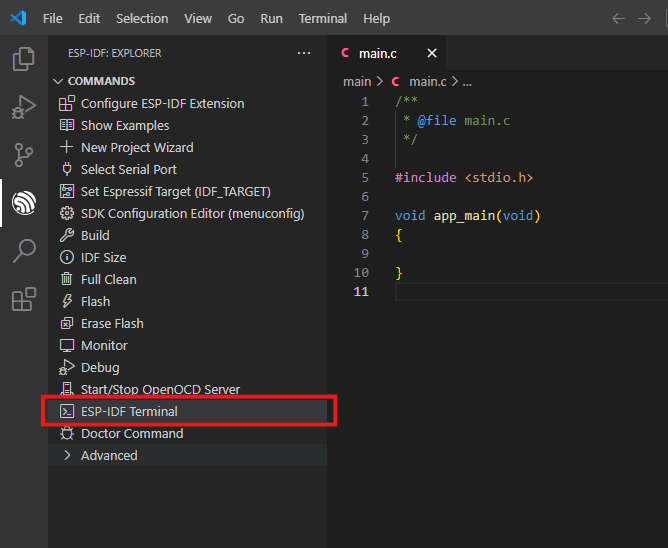 File Edit Selection View Go Run Terminal Help
ESP-IDF: EXPLORER
COMMANDS
Configure ESP-IDF Extension
Show Examples
New Project Wizard
Select Serial Port
Set Espressif Target (IDF_TARGET)
SDK Configuration Editor (menuconfig)
Build
IDF Size
Full Clean
Flash
Erase Flash
Monitor
Debug
Start/Stop OpenOCD Server
ESP-IDF Terminal
Doctor Command
Advanced
C main.c
main > C main.c > ...
1 /**
2 * @file main.c
3 */
4
5 #include <stdio.h>
6
7 void app_main(void)
8 {
9
10 }
11